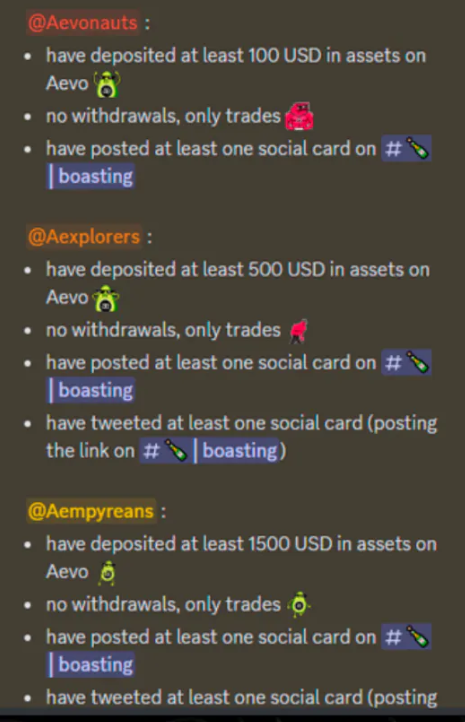 @Aevonauts :
• have deposited at least 100 USD in assets on
Aevo
• no withdrawals, only trades
• have posted at least one social card on #
| boasting
@Aexplorers :
• have deposited at least 500 USD in assets on
Aevo
• no withdrawals, only trades
• have posted at least one social card on #
| boasting
• have tweeted at least one social card (posting
the link on # | boasting)
@Aempyreans :
• have deposited at least 1500 USD in assets on
Aevo
• no withdrawals, only trades
• have posted at least one social card on #
| boasting
• have tweeted at least one social card (posting